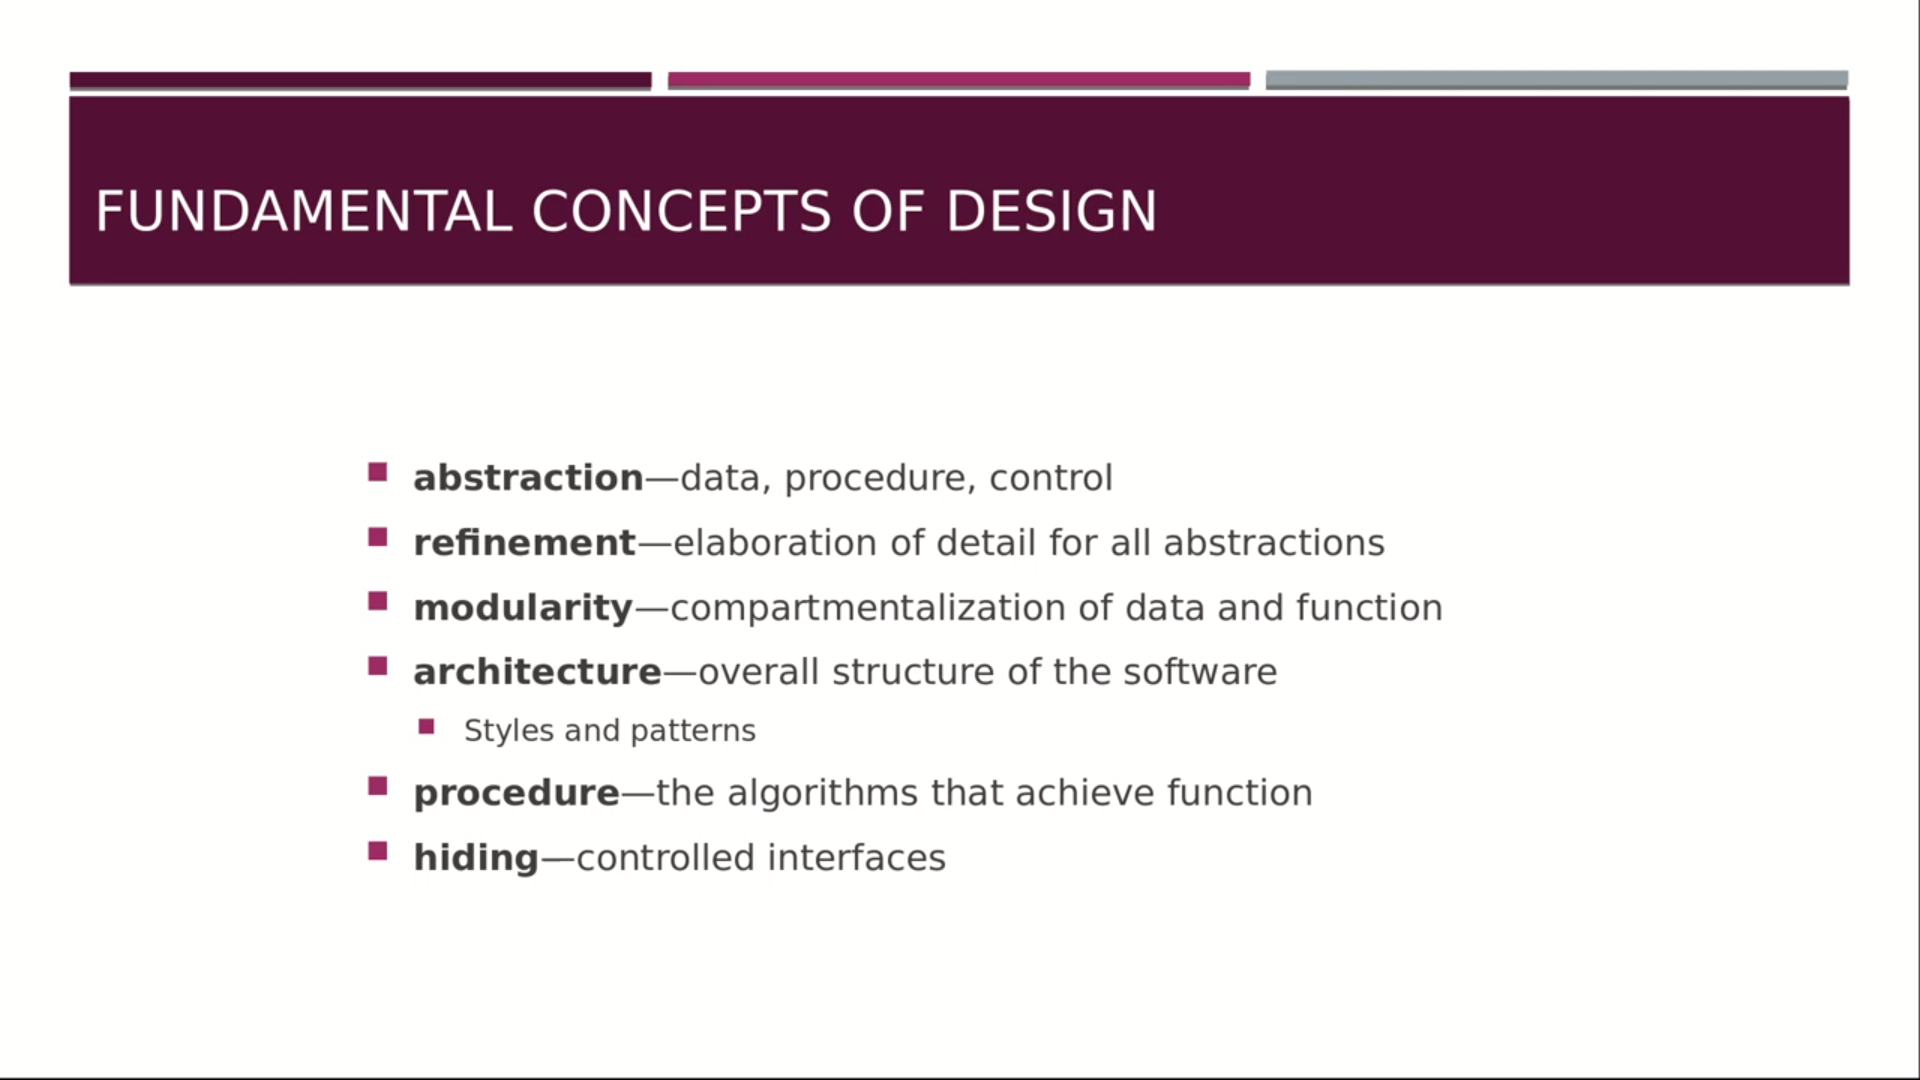 FUNDAMENTAL CONCEPTS OF DESIGN
abstraction—data, procedure, control
refinement—elaboration of detail for all abstractions
modularity—compartmentalization of data and function
architecture—overall structure of the software
Styles and patterns
procedure—the algorithms that achieve function
hiding—controlled interfaces